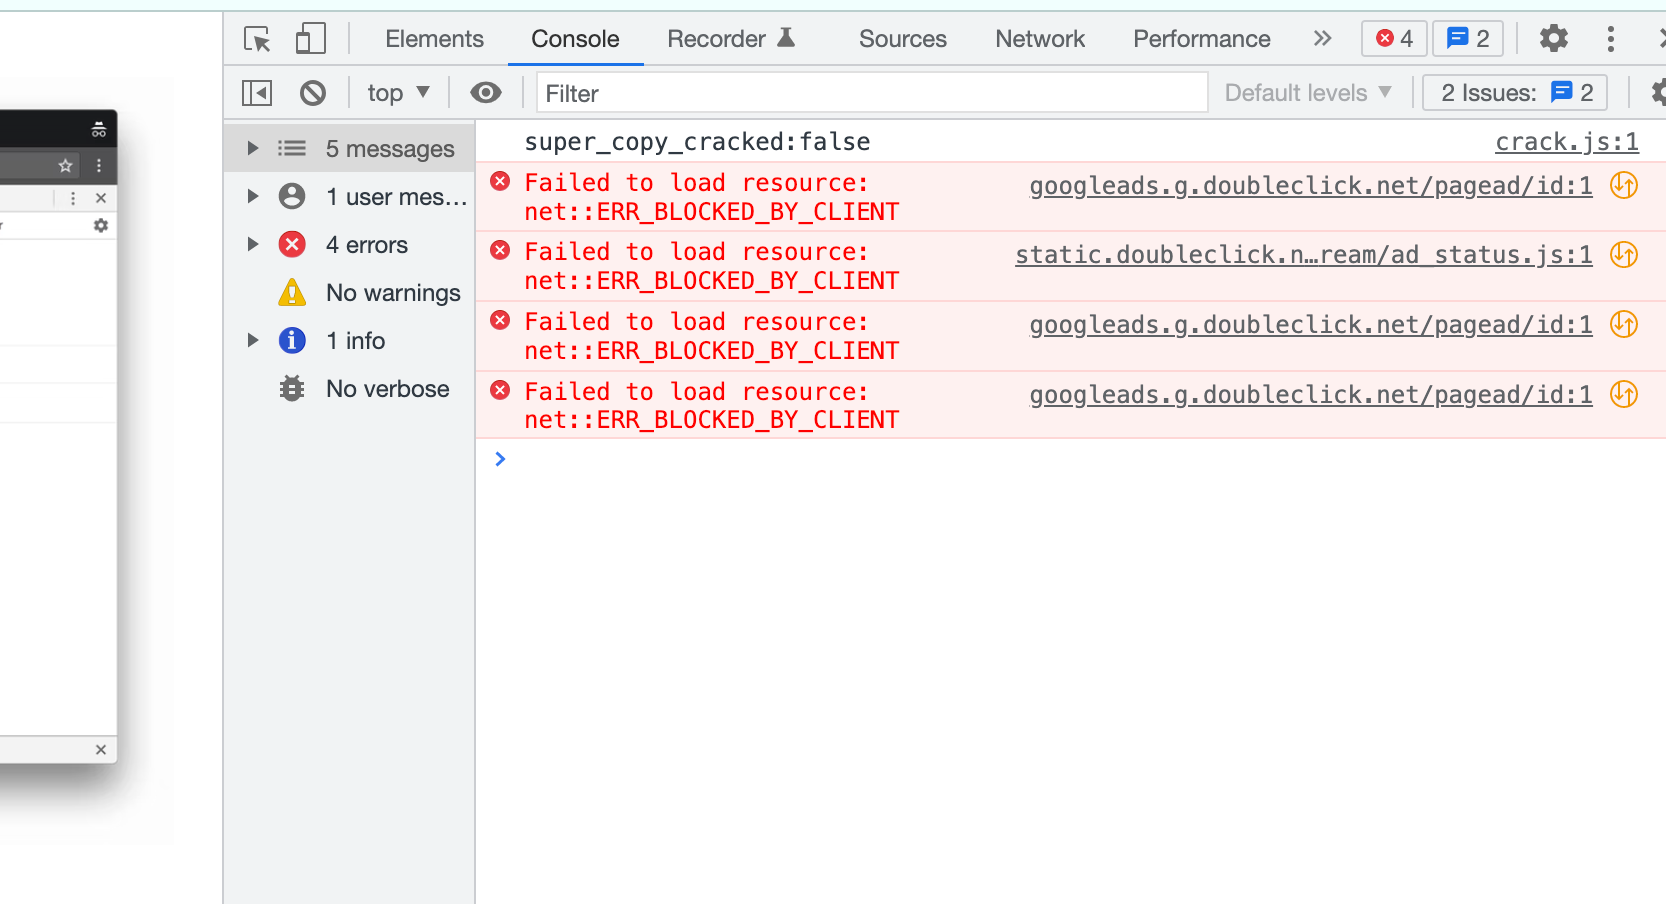 Elements Console Recorder Sources Network Performance 4 2
top Filter Default levels 2 Issues: 2
5 messages
1 user mes...
4 errors
No warnings
1 info
No verbose
super_copy_cracked:false crack.js:1
Failed to load resource: googleads.g.doubleclick.net/pagead/id:1
net::ERR_BLOCKED_BY_CLIENT
Failed to load resource: static.doubleclick.n…ream/ad_status.js:1
net::ERR_BLOCKED_BY_CLIENT
Failed to load resource: googleads.g.doubleclick.net/pagead/id:1
net::ERR_BLOCKED_BY_CLIENT
Failed to load resource: googleads.g.doubleclick.net/pagead/id:1
net::ERR_BLOCKED_BY_CLIENT